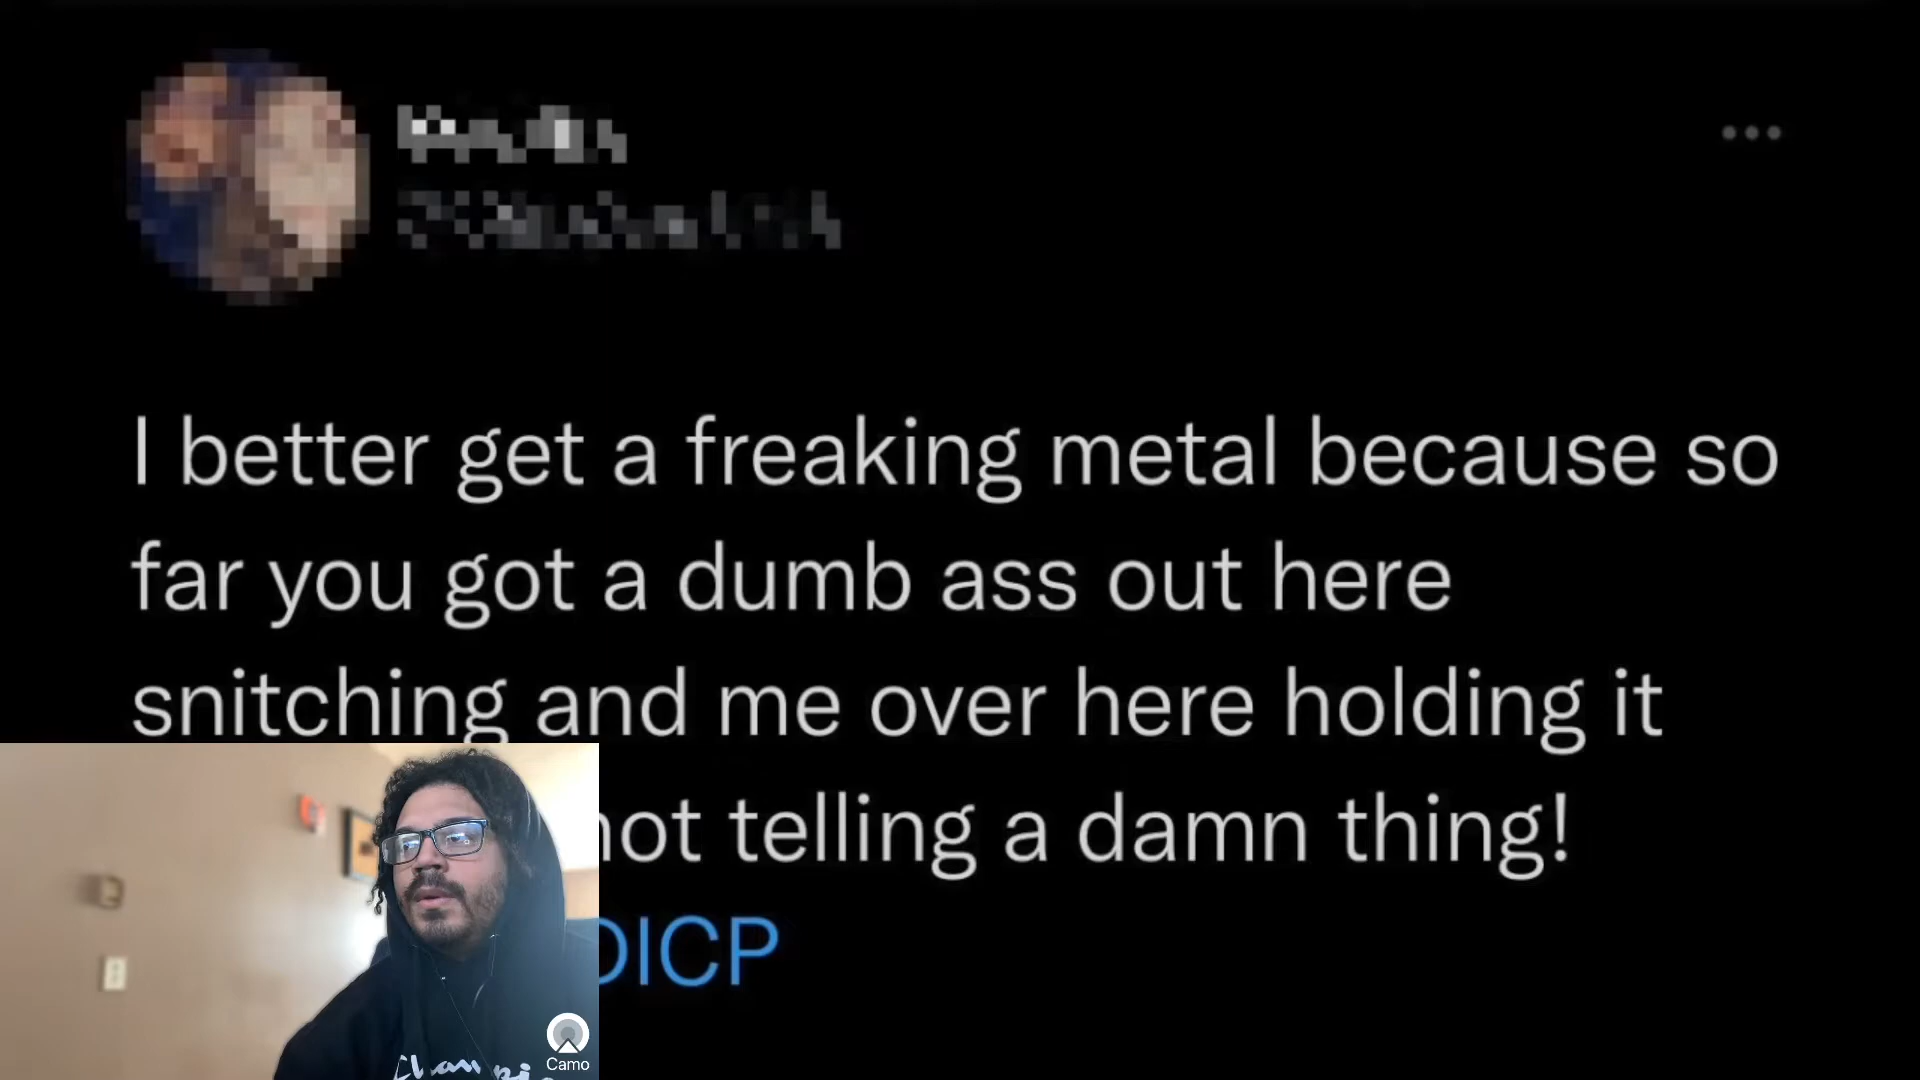 I better get a freaking metal because so
far you got a dumb ass out here
snitching and me over here holding it
not telling a damn thing!
DICP
Champio
Camo